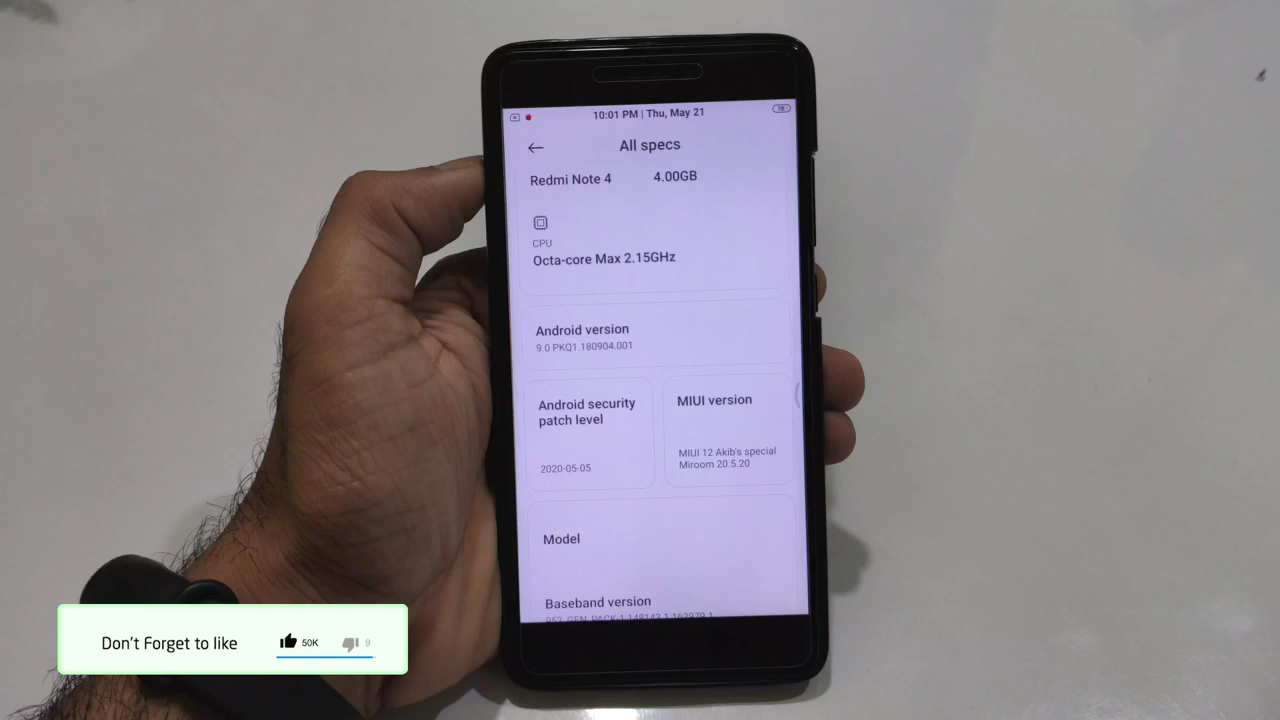 10:01 PM | Thu, May 21
78
All specs
Redmi Note 4 4.00GB
CPU
Octa-core Max 2.15GHz
Android version
9.0 PKQ1.180904.001
Android security
patch level
2020-05-05
MIUI version
MIUI 12 Akib's special
Miroom 20.5.20
Model
Baseband version
Don't Forget to like 50K 9